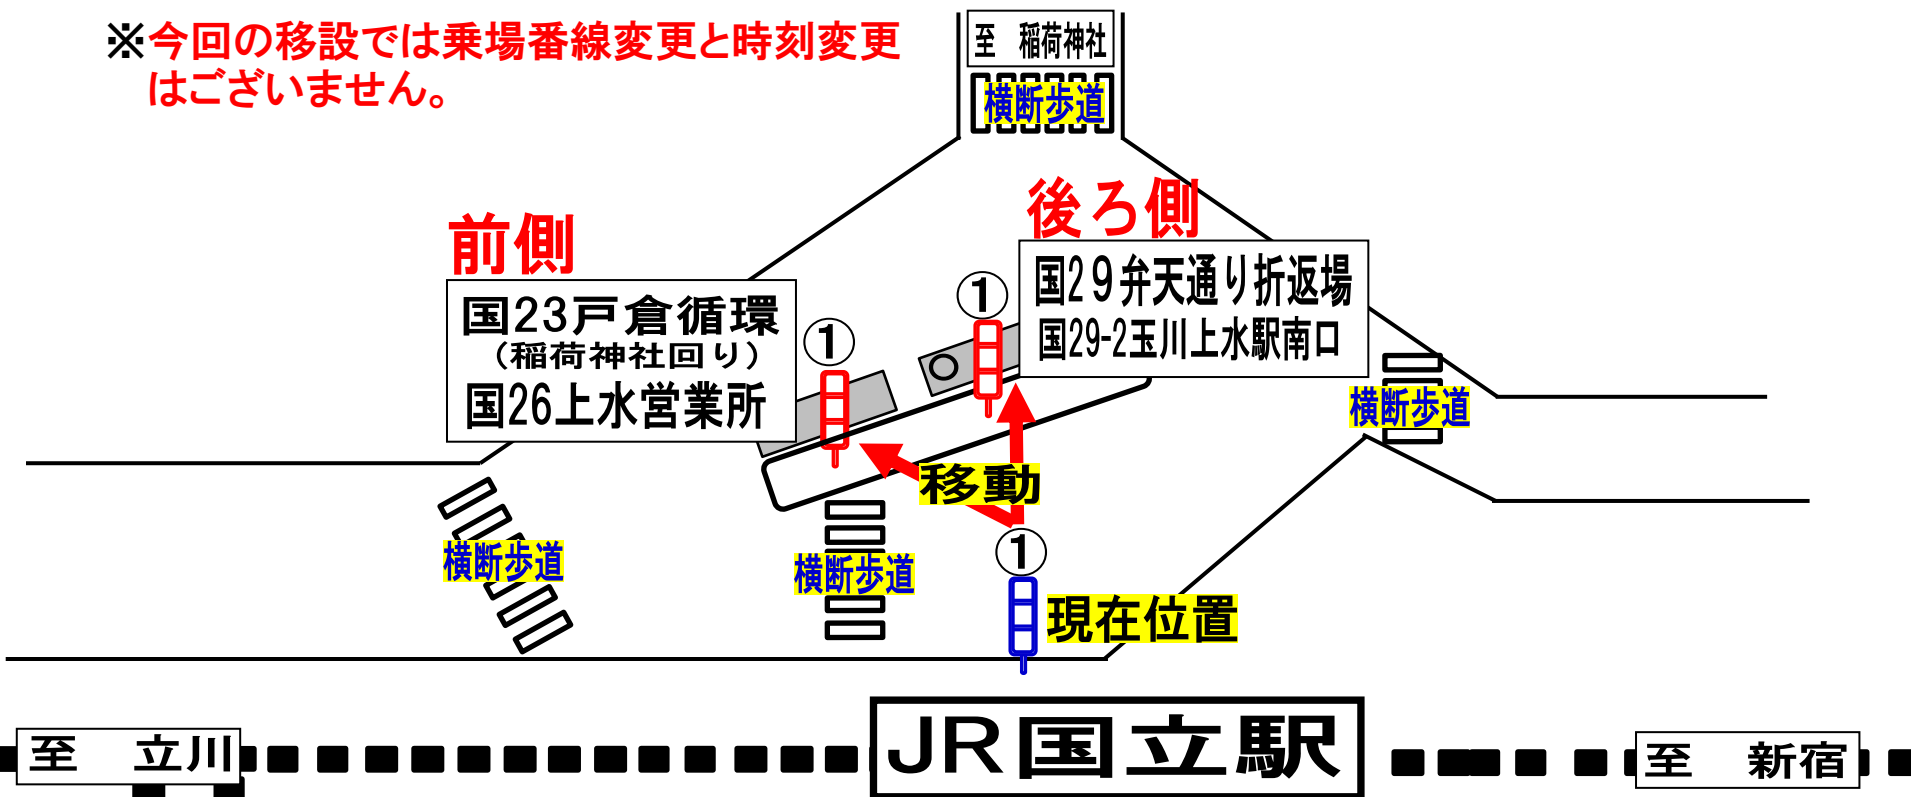 ※今回の移設では乗場番線変更と時刻変更
はございません。
至　稲荷神社
横断歩道
後ろ側
前側
①
国29弁天通り折返場
国29-2玉川上水駅南口
①
国23戸倉循環
（稲荷神社回り）
国26上水営業所
横断歩道
移動
①
横断歩道
横断歩道
現在位置
JR国立駅
至　立川
至　新宿